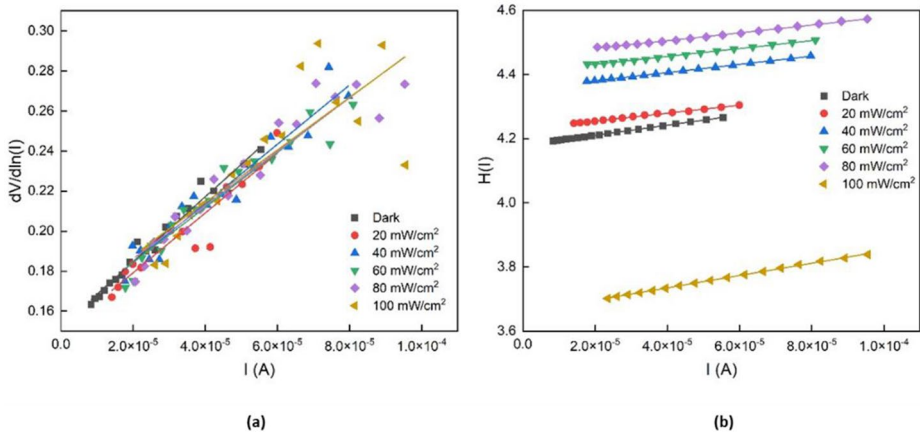 (a)
0.30
0.28
0.26
0.24
0.22
0.20
0.18
0.16
dV/dln(I)
Dark
20 mW/cm²
40 mW/cm²
60 mW/cm²
80 mW/cm²
100 mW/cm²
0.0 2.0×10⁻⁵ 4.0×10⁻⁵ 6.0×10⁻⁵ 8.0×10⁻⁵ 1.0×10⁻⁴
I (A)
(a)
b)
4.6
4.4
4.2
3.8
3.6
H(I)
Dark
20 mW/cm²
40 mW/cm²
60 mW/cm²
80 mW/cm²
100 mW/cm²
0.0 2.0×10⁻⁵ 4.0×10⁻⁵ 6.0×10⁻⁵ 8.0×10⁻⁵ 1.0×10⁻⁴
I (A)
(b)